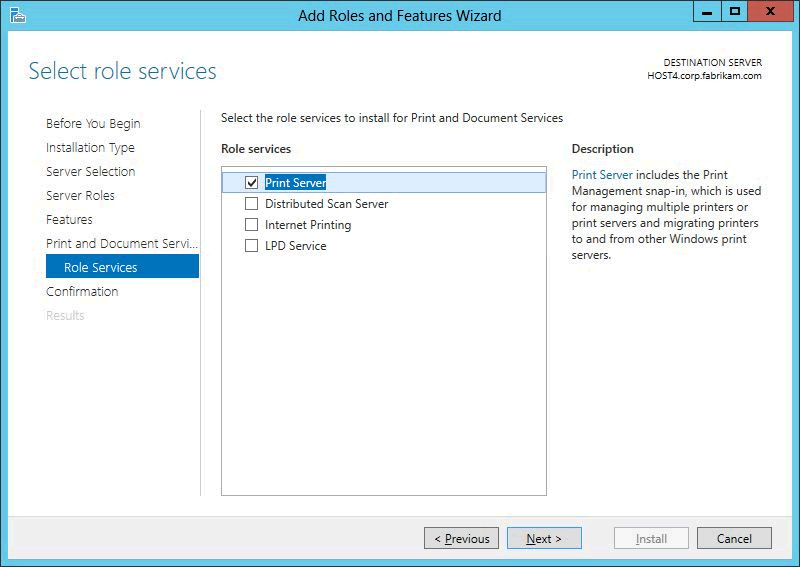 Add Roles and Features Wizard
Select role services
DESTINATION SERVER
HOST4.corp.fabrikam.com
Before You Begin
Installation Type
Server Selection
Server Roles
Features
Print and Document Servi...
Role Services
Confirmation
Results
Select the role services to install for Print and Document Services
Role services
Print Server
Distributed Scan Server
Internet Printing
LPD Service
Description
Print Server includes the Print
Management snap-in, which is used
for managing multiple printers or
print servers and migrating printers
to and from other Windows print
servers.
< Previous
Next >
Install
Cancel